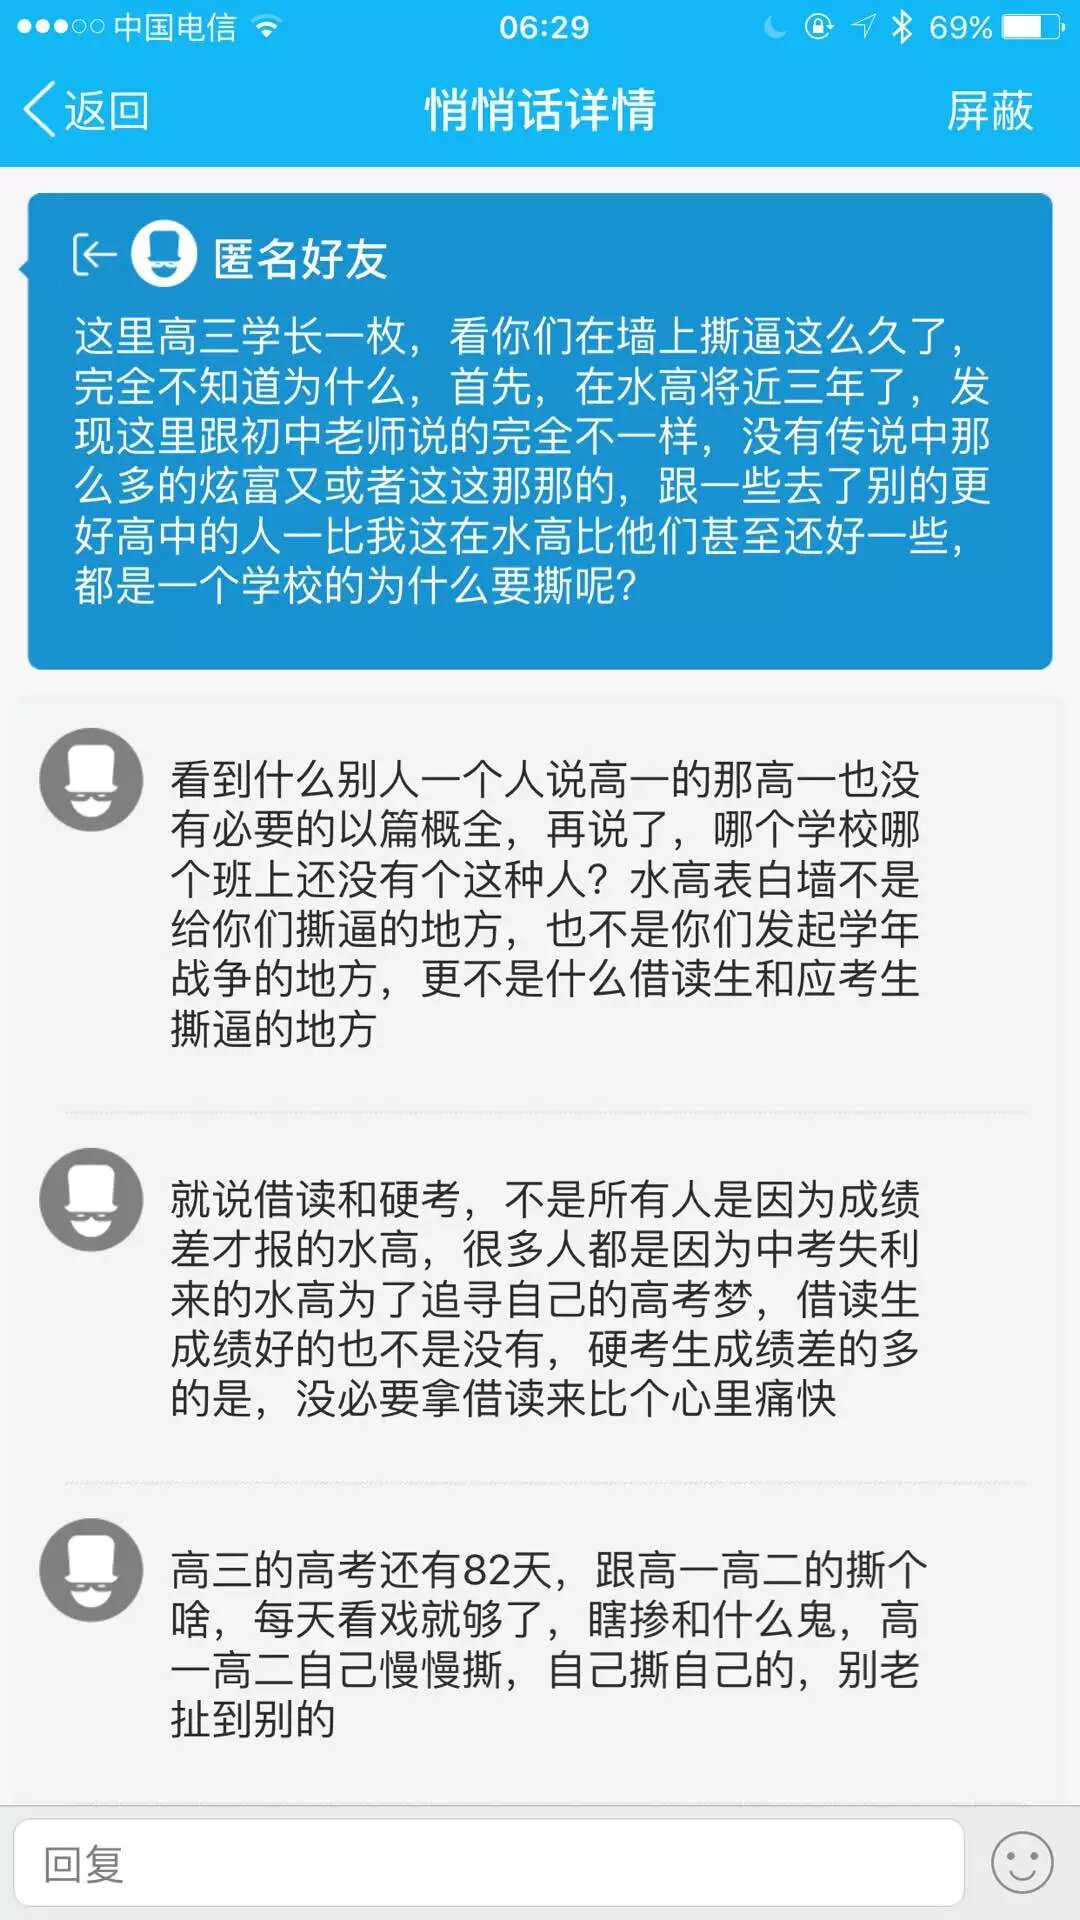 中国电信 06:29 69%
返回 悄悄话详情 屏蔽
匿名好友
这里高三学长一枚，看你们在墙上撕逼这么久了，
完全不知道为什么，首先，在水高将近三年了，发
现这里跟初中老师说的完全不一样，没有传说中那
么多的炫富又或者这这那那的，跟一些去了别的更
好高中的人一比我这在水高比他们甚至还好一些，
都是一个学校的为什么要撕呢？
看到什么别人一个人说高一的那高一也没
有必要的以篇概全，再说了，哪个学校哪
个班上还没有个这种人？水高表白墙不是
给你们撕逼的地方，也不是你们发起学年
战争的地方，更不是什么借读生和应考生
撕逼的地方
就说借读和硬考，不是所有人是因为成绩
差才报的水高，很多人都是因为中考失利
来的水高为了追寻自己的高考梦，借读生
成绩好的也不是没有，硬考生成绩差的多
的是，没必要拿借读来比个心里痛快
高三的高考还有82天，跟高一高二的撕个
啥，每天看戏就够了，瞎掺和什么鬼，高
一高二自己慢慢撕，自己撕自己的，别老
扯到别的
回复